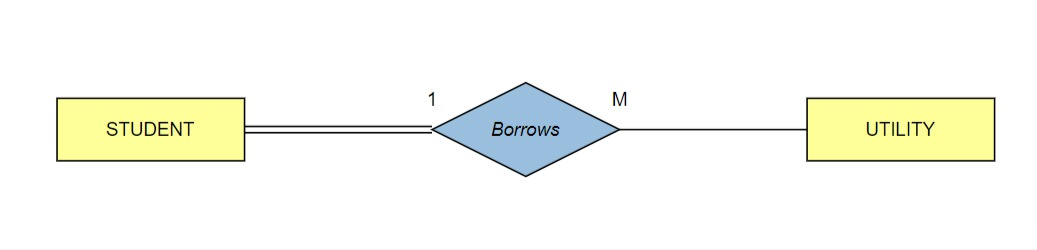 1
M
STUDENT
Borrows
UTILITY